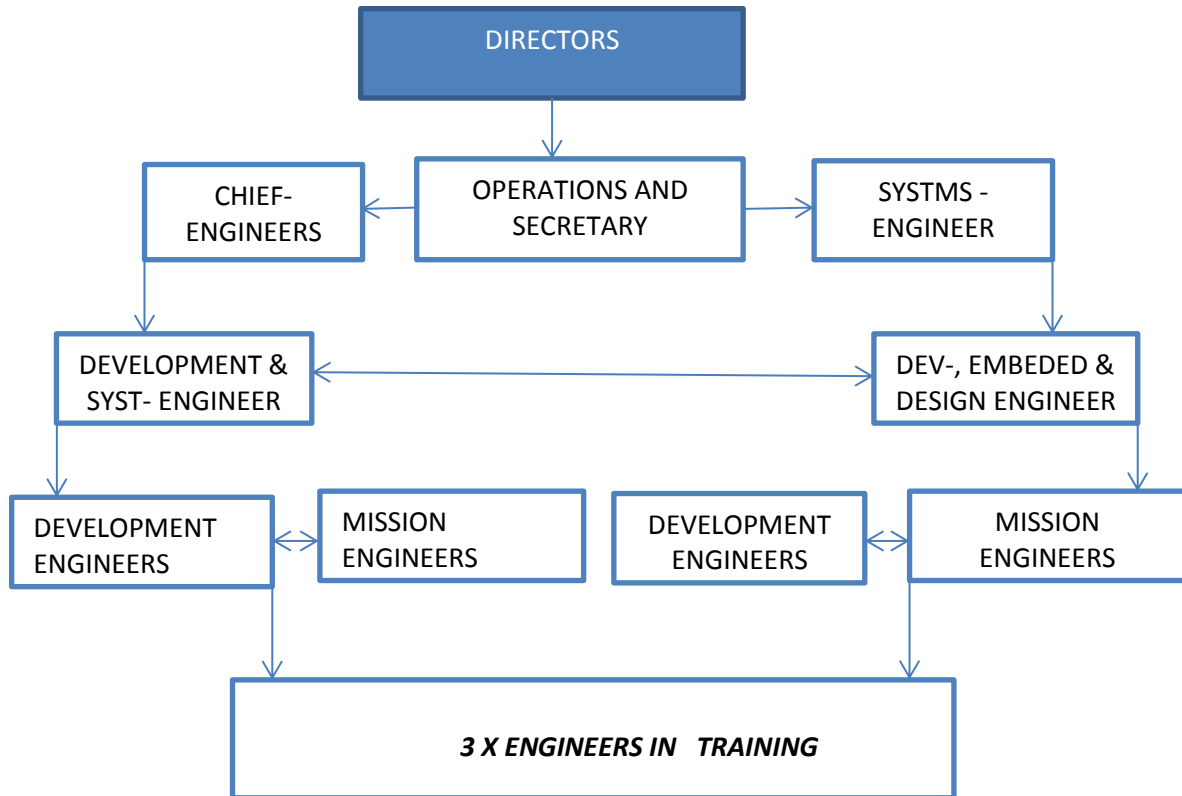 DIRECTORS
CHIEF-
ENGINEERS
OPERATIONS AND
SECRETARY
SYSTMS -
ENGINEER
DEVELOPMENT &
SYST- ENGINEER
DEV-, EMBEDED &
DESIGN ENGINEER
DEVELOPMENT
ENGINEERS
MISSION
ENGINEERS
DEVELOPMENT
ENGINEERS
MISSION
ENGINEERS
3 X ENGINEERS IN TRAINING